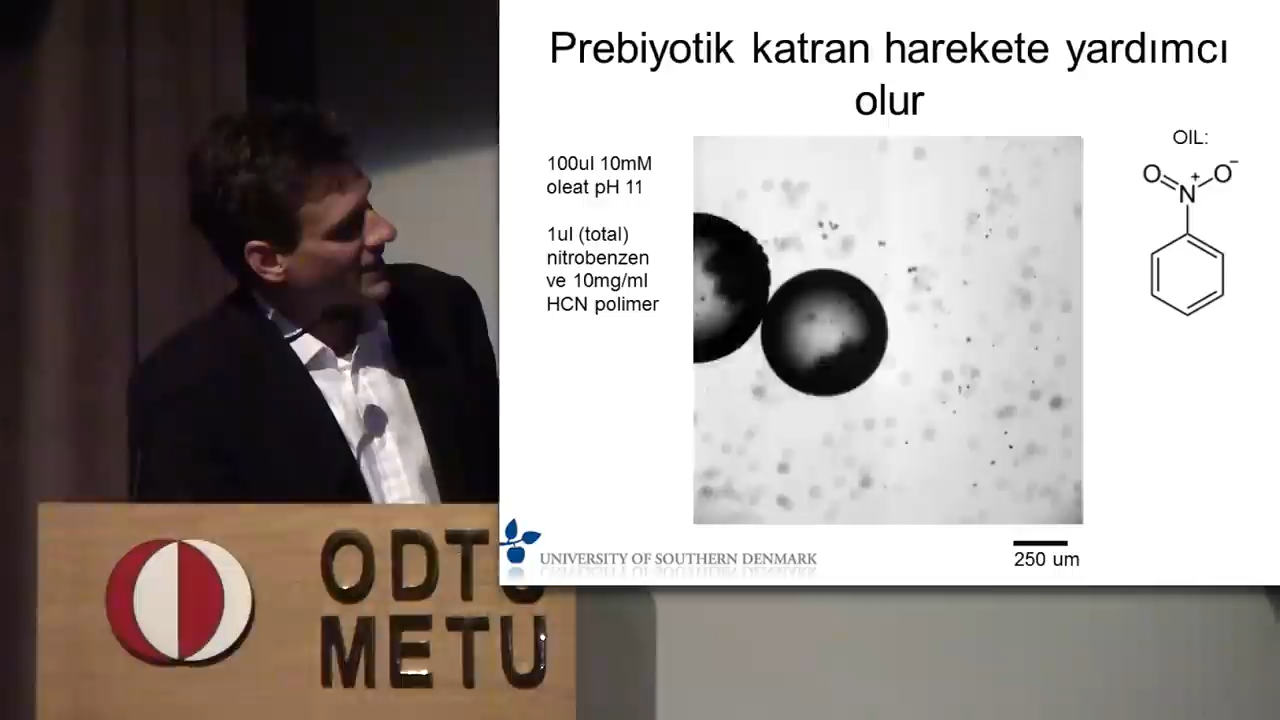 Prebiyotik katran harekete yardımcı
olur
100ul 10mM
oleat pH 11
1ul (total)
nitrobenzen
ve 10mg/ml
HCN polimer
OIL:
O
N
+
O
-
250 um
UNIVERSITY OF SOUTHERN DENMARK
ODTÜ
METU